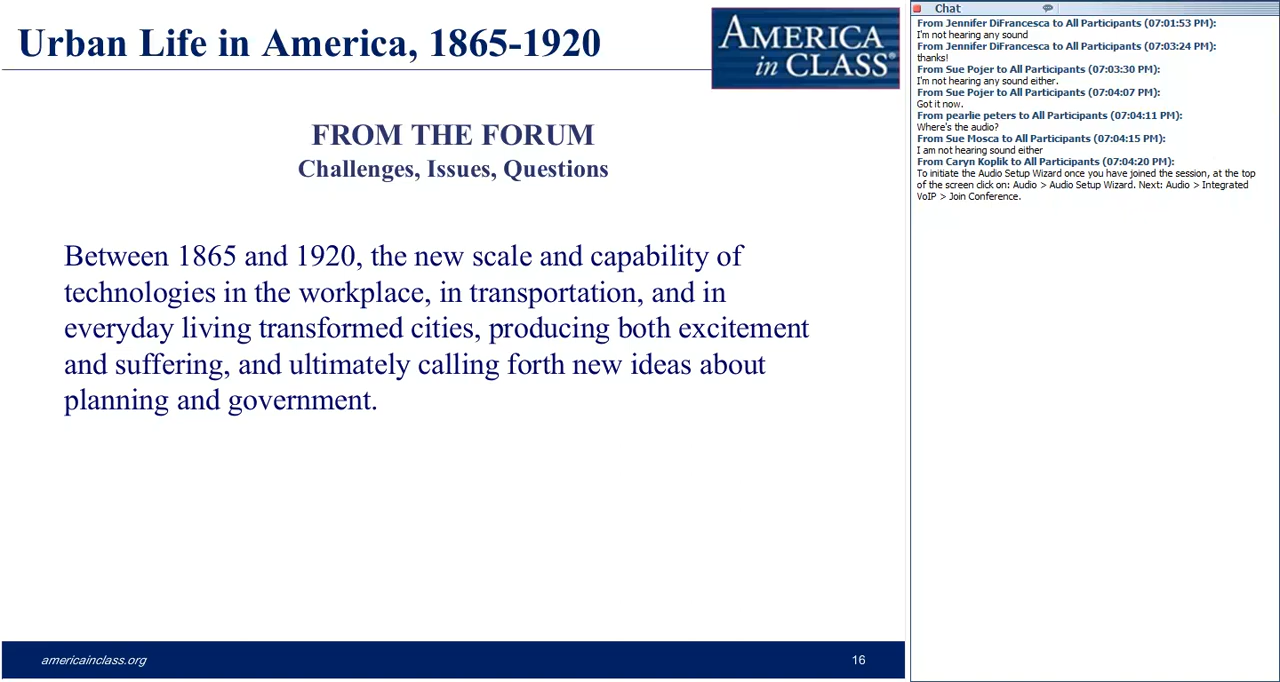 Urban Life in America, 1865-1920
AMERICA
in CLASS®
FROM THE FORUM
Challenges, Issues, Questions
Between 1865 and 1920, the new scale and capability of
technologies in the workplace, in transportation, and in
everyday living transformed cities, producing both excitement
and suffering, and ultimately calling forth new ideas about
planning and government.
americainclass.org
16
Chat
From Jennifer DiFrancesca to All Participants (07:01:53 PM):
I'm not hearing any sound
From Jennifer DiFrancesca to All Participants (07:03:24 PM):
thanks!
From Sue Pojer to All Participants (07:03:30 PM):
I'm not hearing any sound either.
From Sue Pojer to All Participants (07:04:07 PM):
Got it now.
From pearlie peters to All Participants (07:04:11 PM):
Where's the audio?
From Sue Mosca to All Participants (07:04:15 PM):
I am not hearing sound either
From Caryn Koplik to All Participants (07:04:20 PM):
To initiate the Audio Setup Wizard once you have joined the session, at the top
of the screen click on: Audio > Audio Setup Wizard. Next: Audio > Integrated
VoIP > Join Conference.